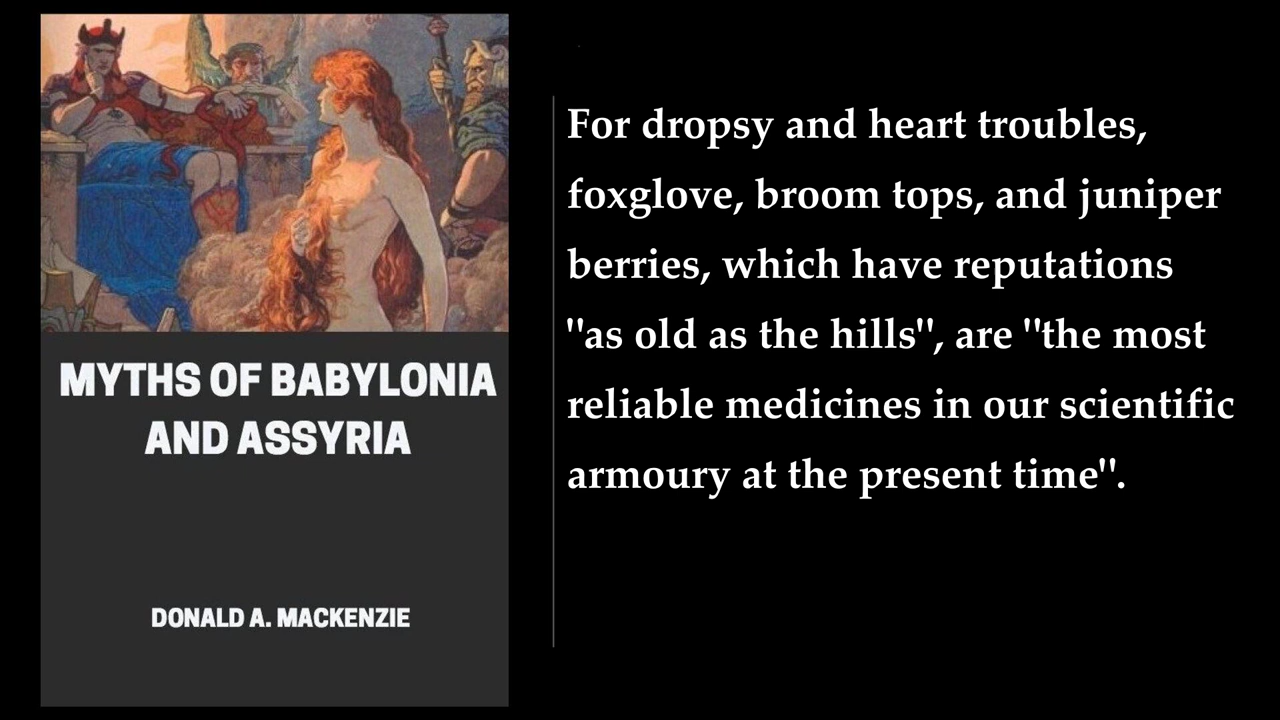 MYTHS OF BABYLONIA
AND ASSYRIA
DONALD A. MACKENZIE
For dropsy and heart troubles,
foxglove, broom tops, and juniper
berries, which have reputations
"as old as the hills", are "the most
reliable medicines in our scientific
armoury at the present time".